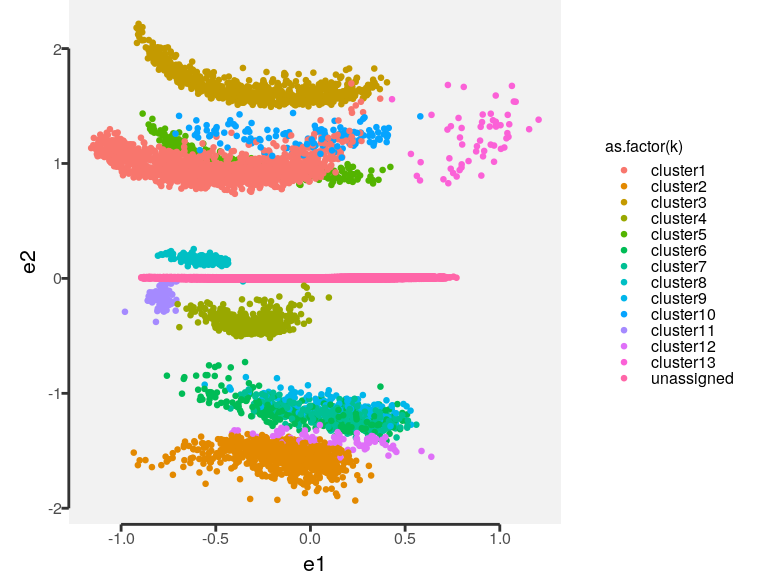 2
1
0
-1
-2
e2
-1.0 -0.5 0.0 0.5 1.0
e1
as.factor(k)
cluster1
cluster2
cluster3
cluster4
cluster5
cluster6
cluster7
cluster8
cluster9
cluster10
cluster11
cluster12
cluster13
unassigned